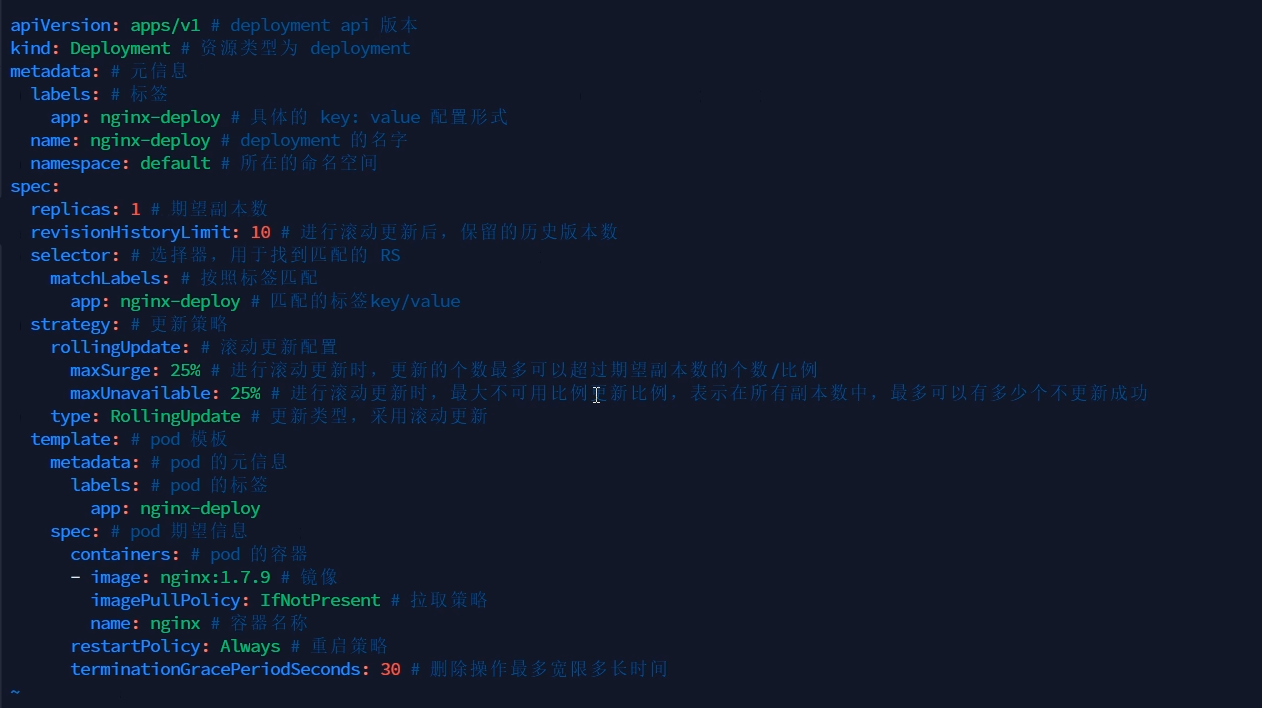 apiVersion: apps/v1 # deployment api 版本
kind: Deployment # 资源类型为 deployment
metadata: # 元信息
  labels: # 标签
    app: nginx-deploy # 具体的 key: value 配置形式
  name: nginx-deploy # deployment 的名字
  namespace: default # 所在的命名空间
spec:
  replicas: 1 # 期望副本数
  revisionHistoryLimit: 10 # 进行滚动更新后，保留的历史版本数
  selector: # 选择器，用于找到匹配的 RS
    matchLabels: # 按照标签匹配
      app: nginx-deploy # 匹配的标签key/value
  strategy: # 更新策略
    rollingUpdate: # 滚动更新配置
      maxSurge: 25% # 进行滚动更新时，更新的个数最多可以超过期望副本数的个数/比例
      maxUnavailable: 25% # 进行滚动更新时，最大不可用比例更新比例，表示在所有副本数中，最多可以有多少个不更新成功
    type: RollingUpdate # 更新类型，采用滚动更新
  template: # pod 模板
    metadata: # pod 的元信息
      labels: # pod 的标签
        app: nginx-deploy
    spec: # pod 期望信息
      containers: # pod 的容器
      - image: nginx:1.7.9 # 镜像
        imagePullPolicy: IfNotPresent # 拉取策略
        name: nginx # 容器名称
      restartPolicy: Always # 重启策略
      terminationGracePeriodSeconds: 30 # 删除操作最多宽限多长时间
~